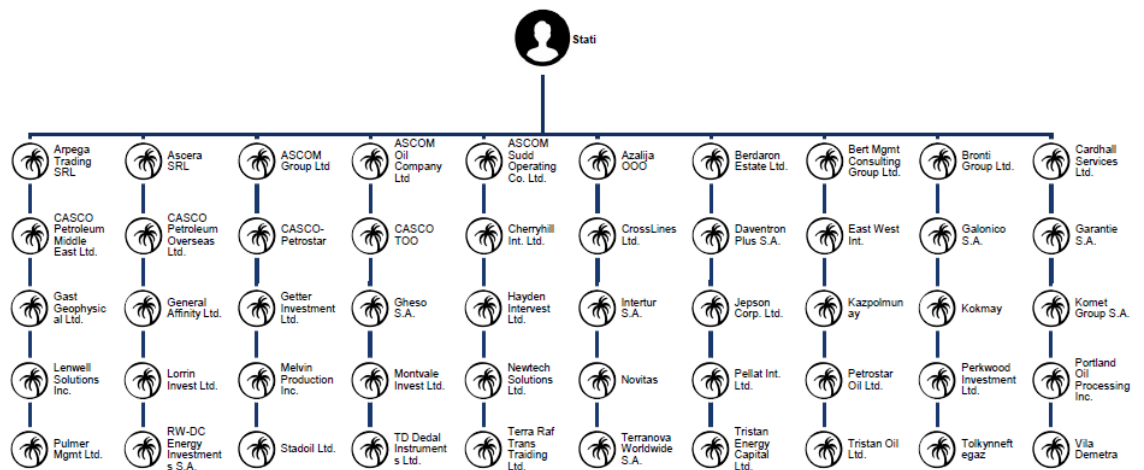 Stati
Arpega
Trading
SRL
Ascera
SRL
ASCOM
Group Ltd
ASCOM
Oil
Company
Ltd
ASCOM
Sudd
Operating
Co. Ltd.
Azalija
OOO
Berdaron
Estate Ltd.
Bert Mgmt
Consulting
Group Ltd.
Bronti
Group Ltd.
Cardhall
Services
Ltd.
CASCO
Petroleum
Middle
East Ltd.
CASCO
Petroleum
Overseas
Ltd.
CASCO-
Petrostar
CASCO
TOO
Cherryhill
Int. Ltd.
CrossLines
Ltd.
Daventron
Plus S.A.
East West
Int.
Galonico
S.A.
Garantie
S.A.
Gast
Geophysic
al Ltd.
General
Affinity Ltd.
Getter
Investment
Ltd.
Gheso
S.A.
Hayden
Intervest
Ltd.
Intertur
S.A.
Jepson
Corp. Ltd.
Kazpolmun
ay
Kokmay
Komet
Group S.A.
Lenwell
Solutions
Inc.
Lorrin
Invest Ltd.
Melvin
Production
Inc.
Montvale
Invest Ltd.
Newtech
Solutions
Ltd.
Novitas
Pellat Int.
Ltd.
Petrostar
Oil Ltd.
Perkwood
Investment
Ltd.
Portland
Oil
Processing
Inc.
Pulmer
Mgmt Ltd.
RW-DC
Energy
Investment
s S.A.
Stadoil Ltd.
TD Dedal
Instrument
s Ltd.
Terra Raf
Trans
Traiding
Ltd.
Terranova
Worldwide
S.A.
Tristan
Energy
Capital
Ltd.
Tristan Oil
Ltd.
Tolkynneft
egaz
Vila
Demetra